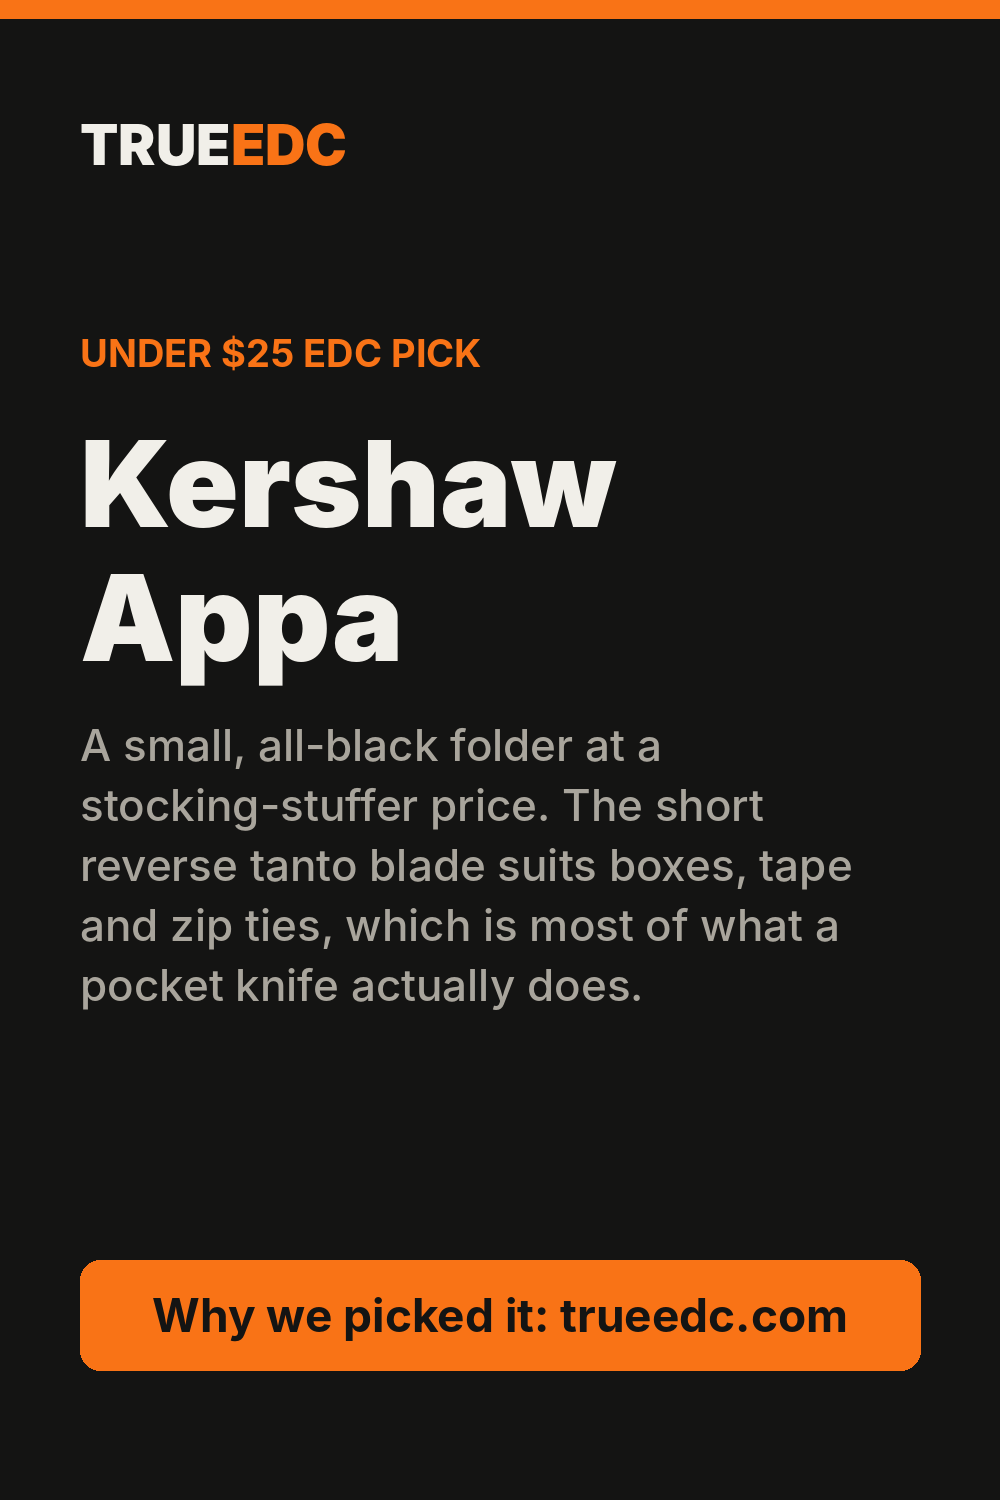 TRUEEDC
UNDER $25 EDC PICK
Kershaw
Appa
A small, all-black folder at a
stocking-stuffer price. The short
reverse tanto blade suits boxes, tape
and zip ties, which is most of what a
pocket knife actually does.
Why we picked it: trueedc.com